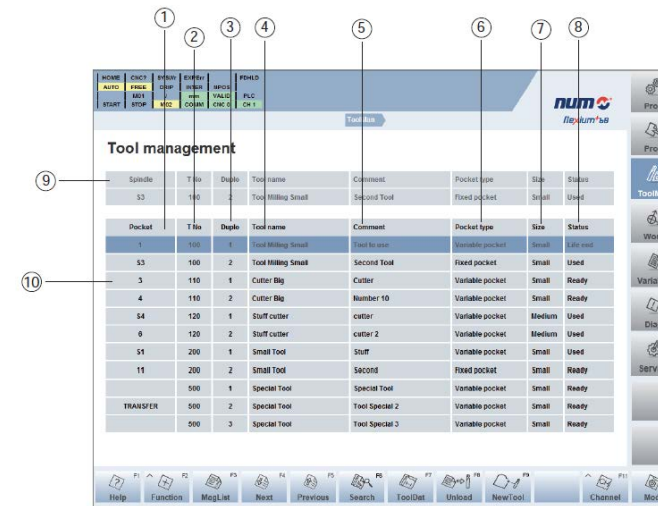 1 2 3 4 5 6 7 8
HOME CNC? SYSErr EXPErr FDHLD
AUTO FREE DRIP INTER NPOS
M01 / mm VALID PLC
START STOP M02 COMM CNC 0 CH 1
num
flexium+68
Tool management
9
Spindle T No Duplo Tool name Comment Pocket type Size Status
S3 100 2 Tool Milling Small Second Tool Fixed pocket Small Used
Pocket T No Duplo Tool name Comment Pocket type Size Status
1 100 1 Tool Milling Small Tool to use Variable pocket Small Life end
S3 100 2 Tool Milling Small Second Tool Fixed pocket Small Used
10
3 110 1 Cutter Big Cutter Variable pocket Small Ready
4 110 2 Cutter Big Number 10 Variable pocket Small Ready
S4 120 1 Stuff cutter cutter Variable pocket Medium Used
6 120 2 Stuff cutter cutter 2 Variable pocket Medium Used
S1 200 1 Small Tool Stuff Variable pocket Small Used
11 200 2 Small Tool Second Fixed pocket Small Ready
500 1 Special Tool Special Tool Variable pocket Small Ready
TRANSFER 500 2 Special Tool Tool Special 2 Variable pocket Small Ready
500 3 Special Tool Tool Special 3 Variable pocket Small Ready
Pro
Pro
ToolM
Wor
Varia
Dia
Serv
F1 F2 F3 F4 F5 F6 F7 F8 F9 F11
Help Function MagList Next Previous Search ToolDat Unload NewTool Channel Mod